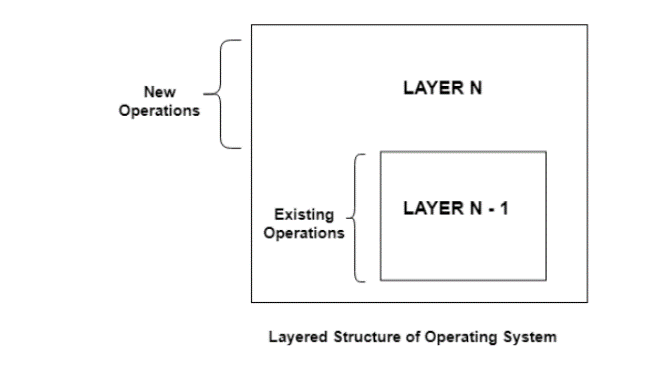 LAYER N
New
Operations
LAYER N - 1
Existing
Operations
Layered Structure of Operating System